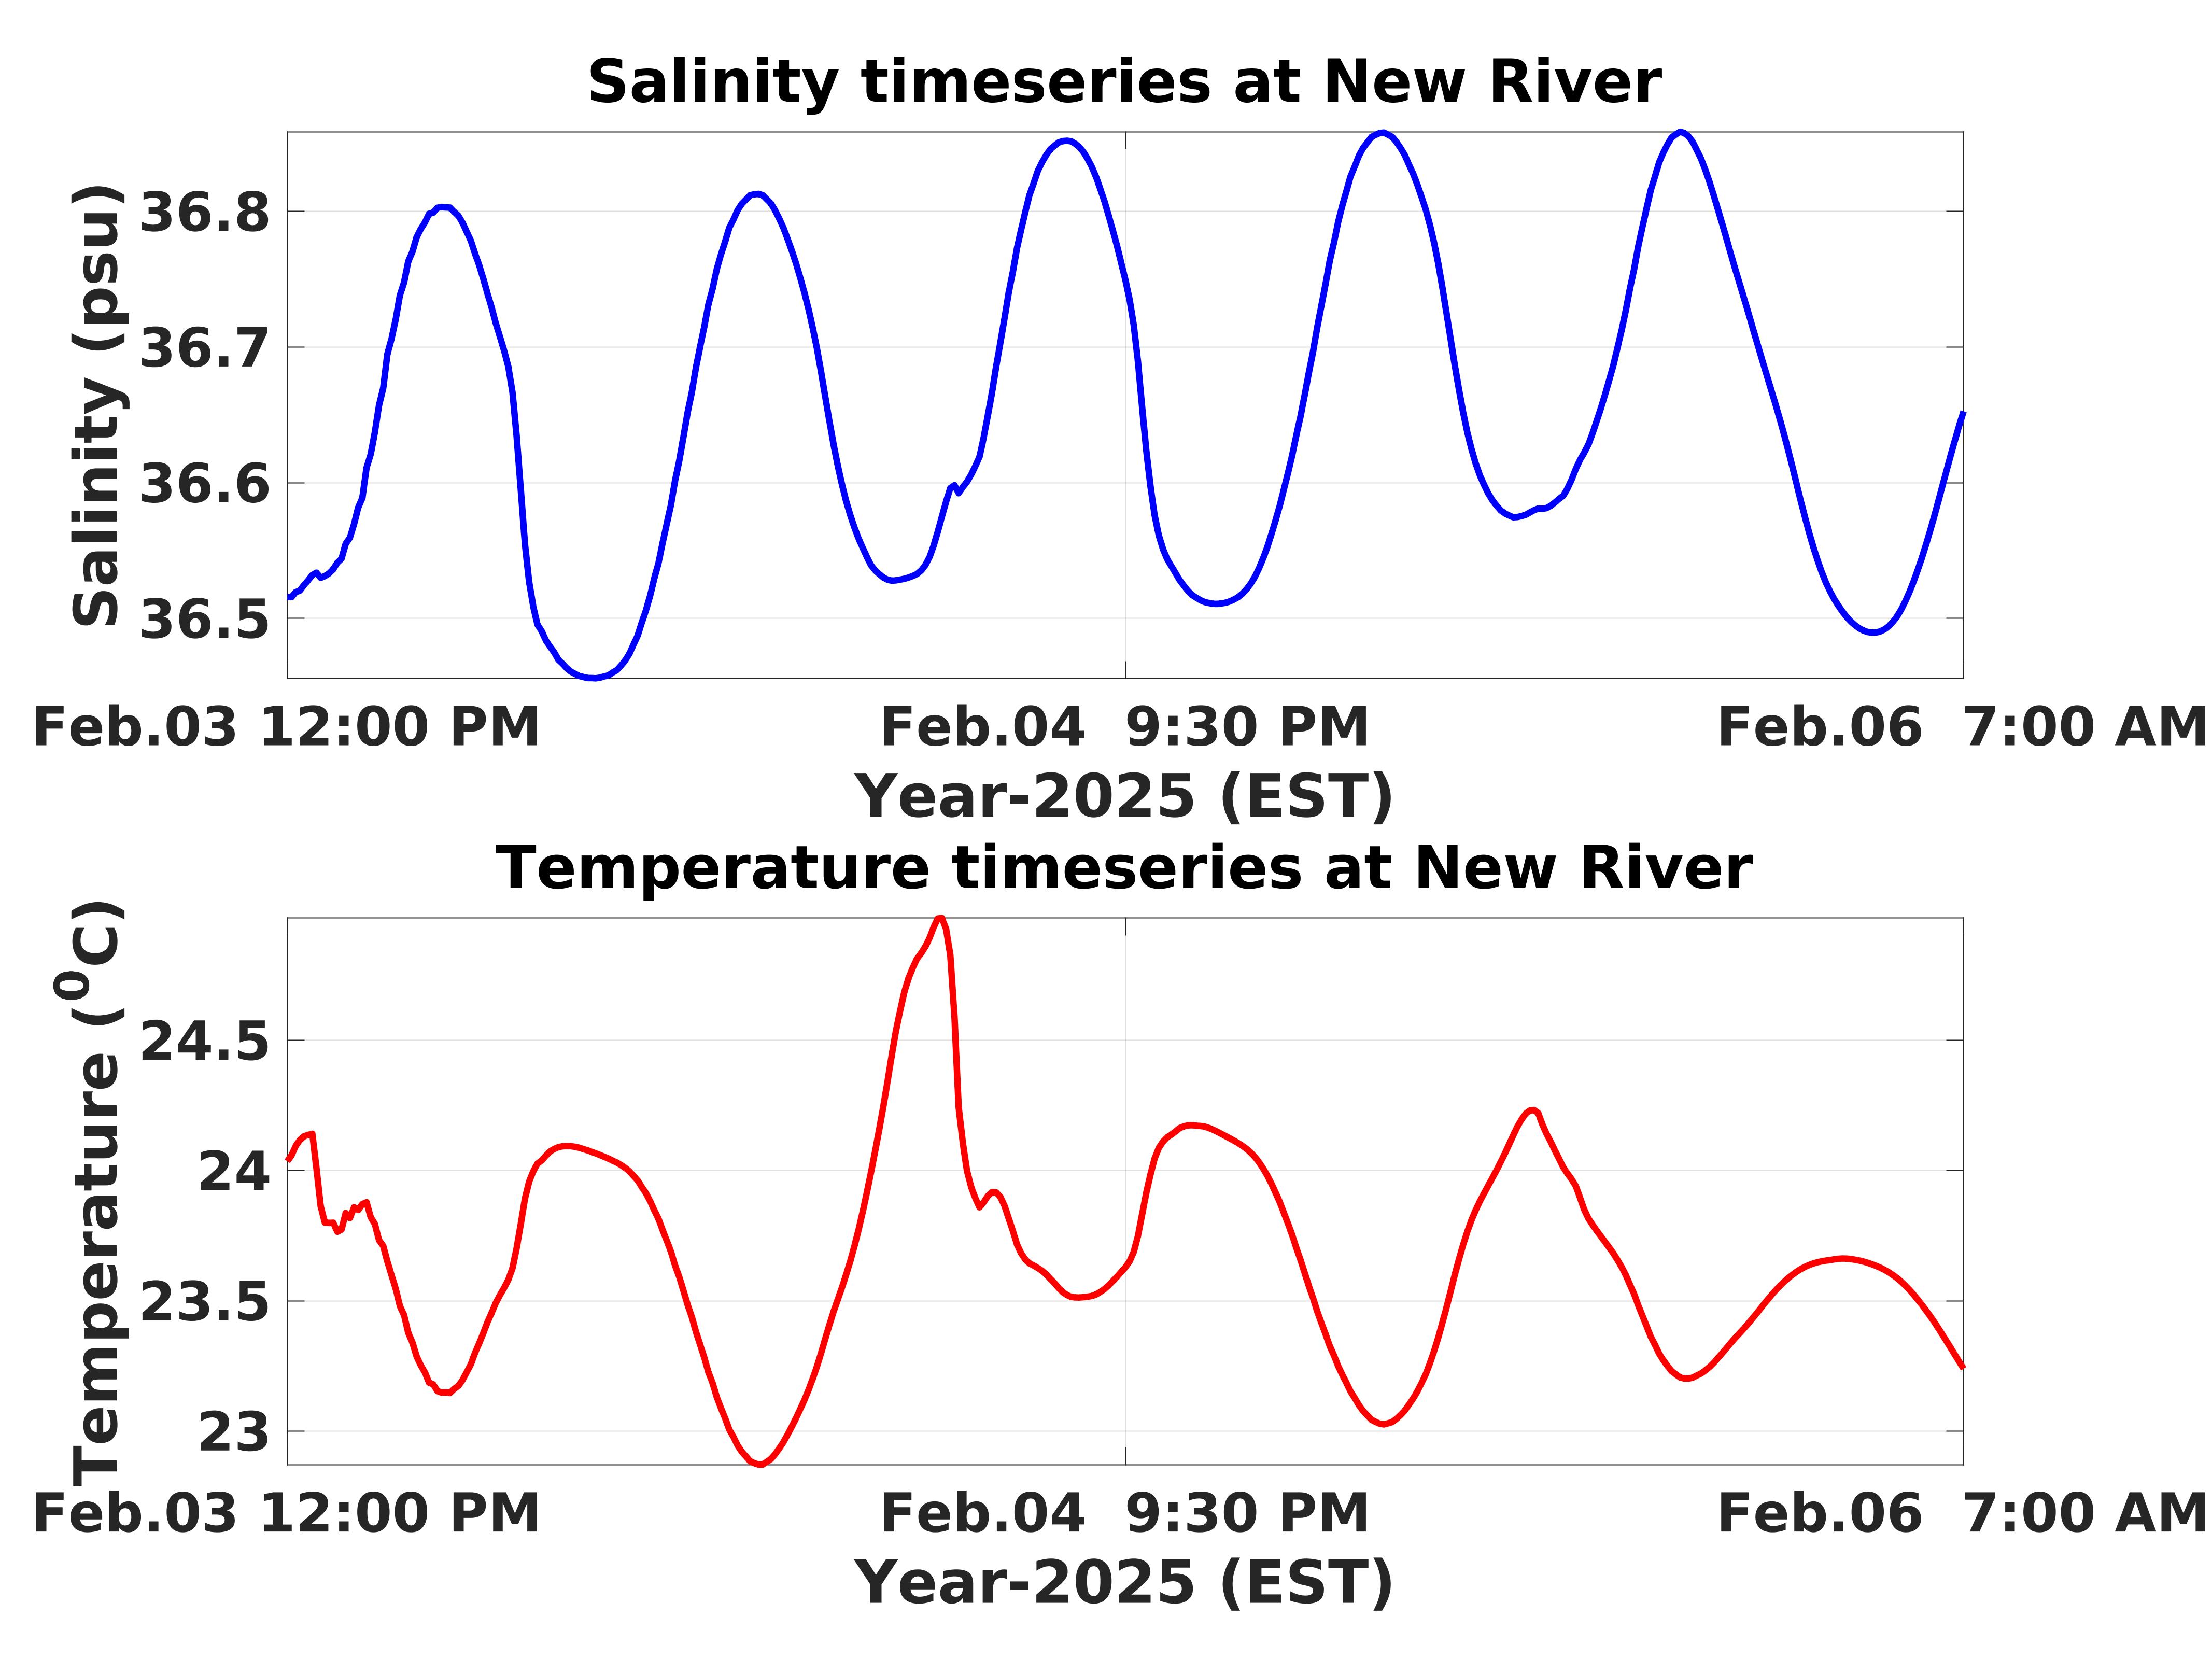 Salinity timeseries at New River
Salinity (psu)
36.8
36.7
36.6
36.5
Feb.03 12:00 PM
Feb.04  9:30 PM
Feb.06  7:00 AM
Year-2025 (EST)
Temperature timeseries at New River
Temperature (⁰C)
24.5
24
23.5
23
Feb.03 12:00 PM
Feb.04  9:30 PM
Feb.06  7:00 AM
Year-2025 (EST)